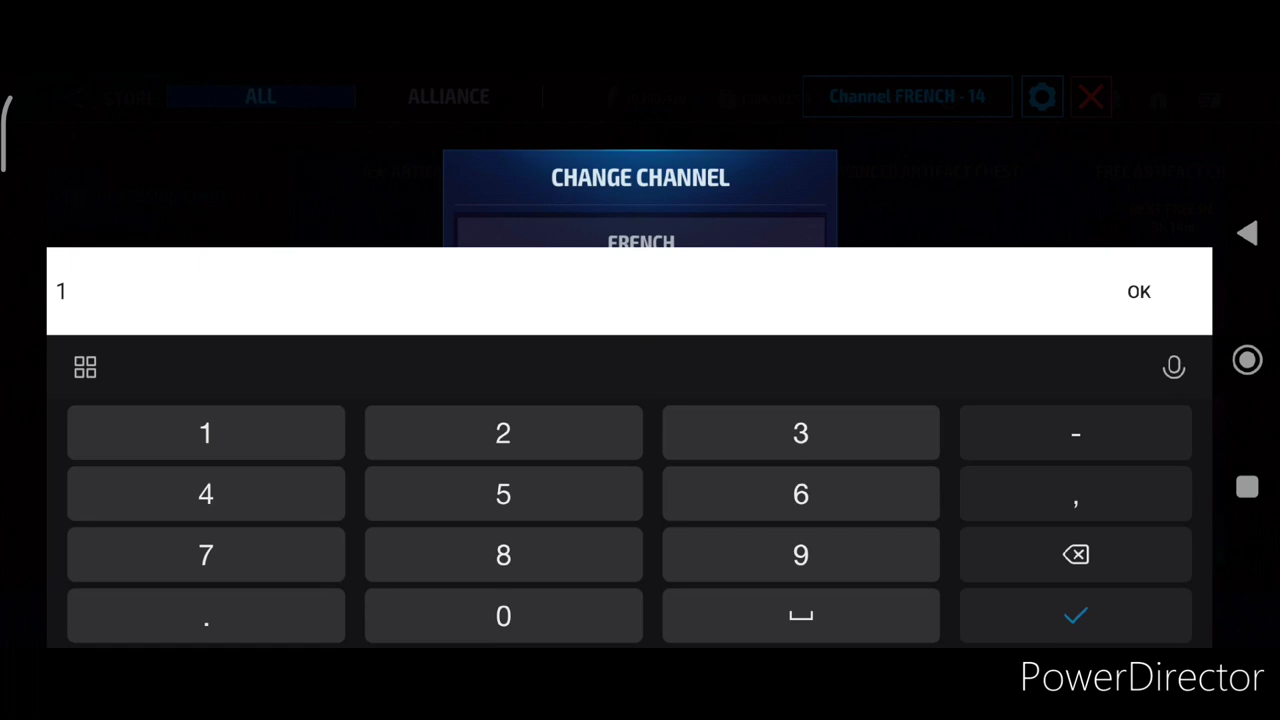 STORE
ALL
ALLIANCE
Channel FRENCH - 14
CHANGE CHANNEL
FRENCH
1
OK
1
2
3
-
4
5
6
,
7
8
9
.
0
PowerDirector